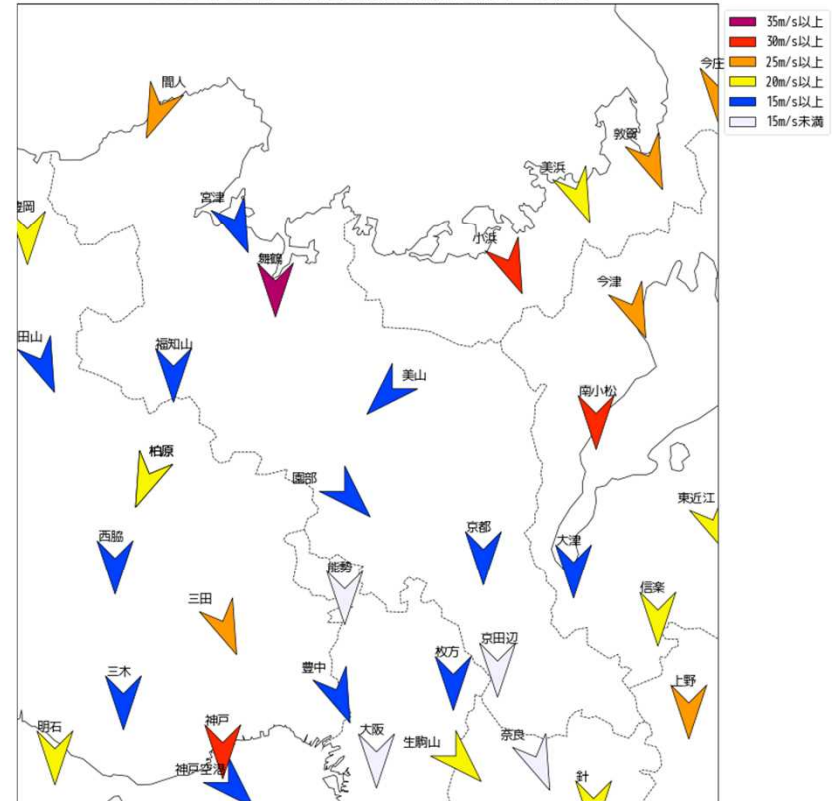 35m/s以上
30m/s以上
25m/s以上
20m/s以上
15m/s以上
15m/s未満
今庄
間人
敦賀
美浜
宮津
豊岡
小浜
舞鶴
今津
田山
福知山
美山
南小松
柏原
園部
東近江
京都
西脇
大津
能勢
信楽
三田
京田辺
枚方
豊中
三木
上野
神戸
明石
大阪
奈良
生駒山
神戸空港
針